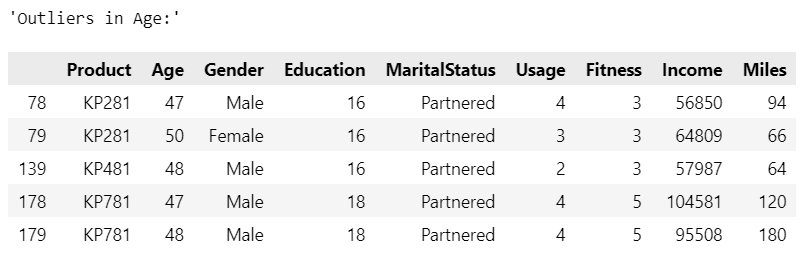 'Outliers in Age:'
Product Age Gender Education MaritalStatus Usage Fitness Income Miles
78 KP281 47 Male 16 Partnered 4 3 56850 94
79 KP281 50 Female 16 Partnered 3 3 64809 66
139 KP481 48 Male 16 Partnered 2 3 57987 64
178 KP781 47 Male 18 Partnered 4 5 104581 120
179 KP781 48 Male 18 Partnered 4 5 95508 180